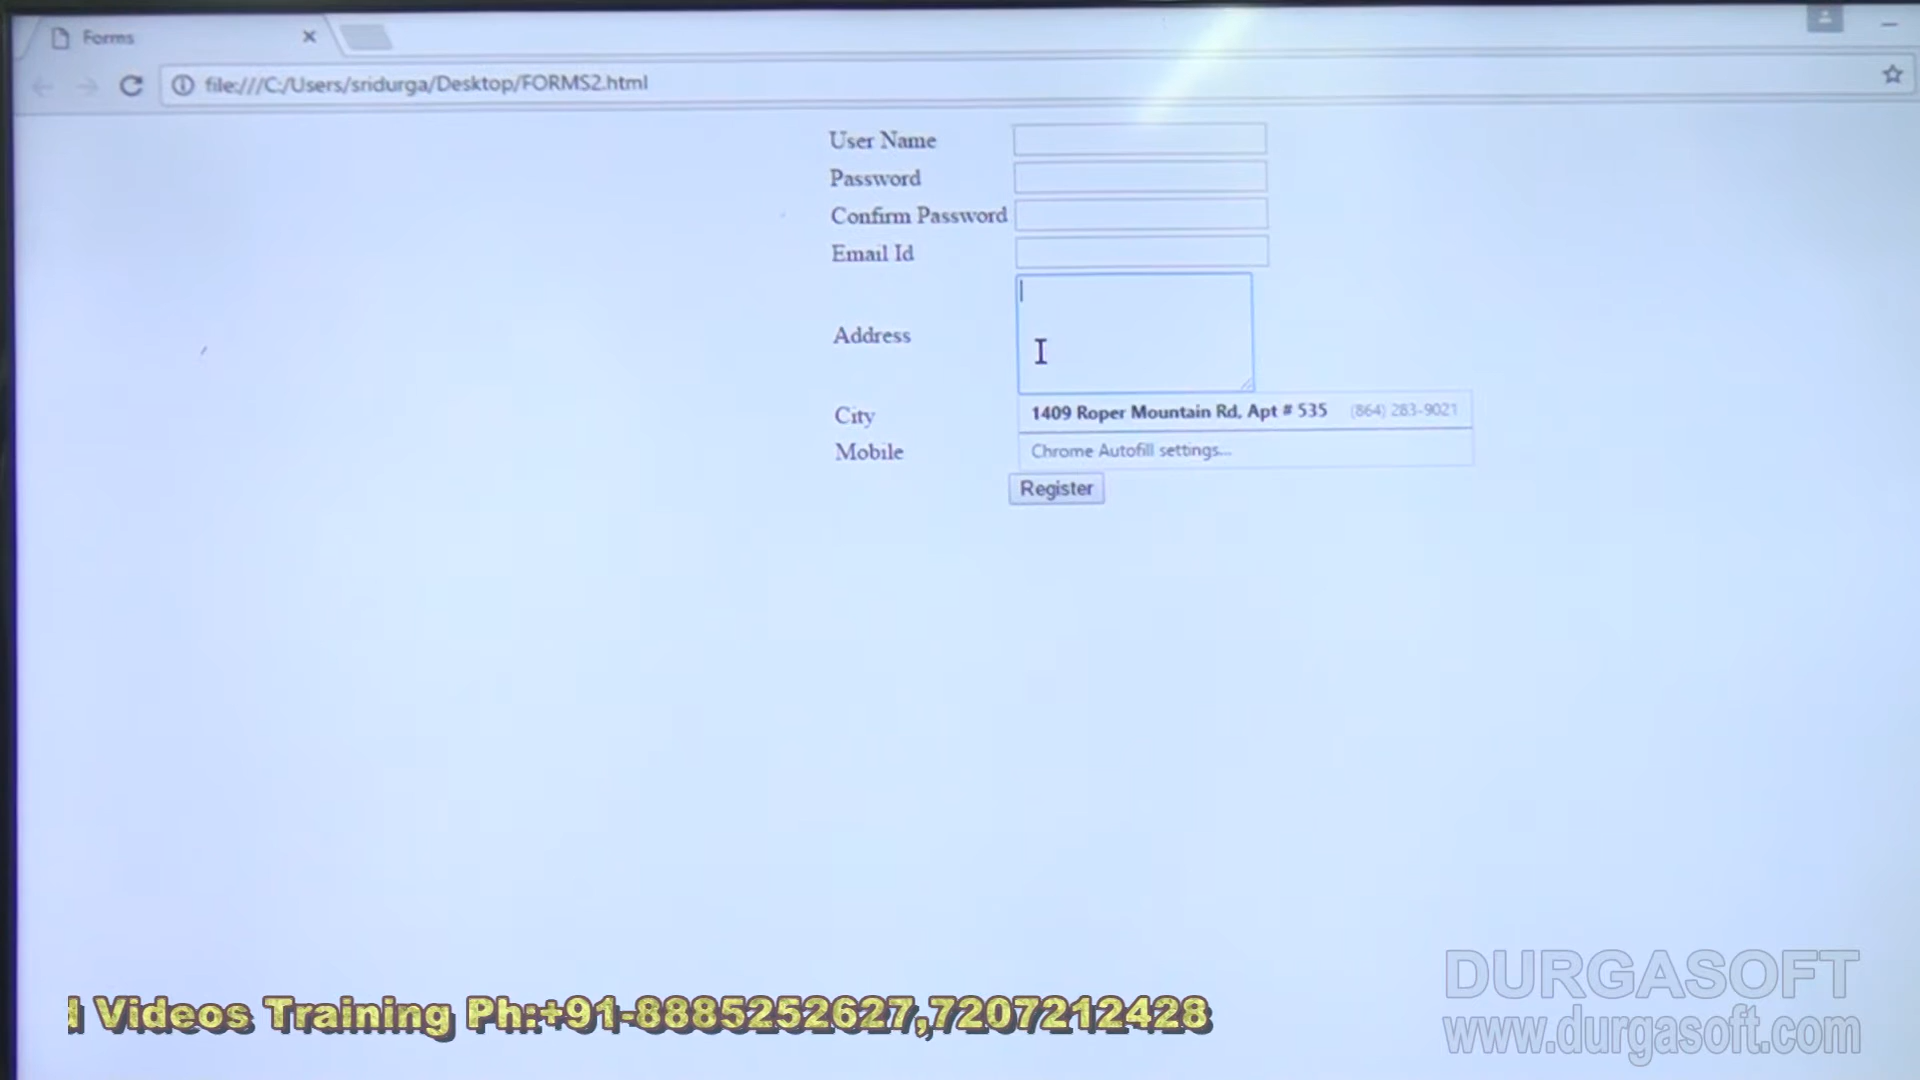 Forms
file:///C:/Users/sridurga/Desktop/FORMS2.html
User Name
Password
Confirm Password
Email Id
Address
City
1409 Roper Mountain Rd, Apt # 535 (864) 283-9021
Mobile
Chrome Autofill settings...
Register
Videos Training Ph:+91-8885252627,7207212428
DURGASOFT
www.durgasoft.com